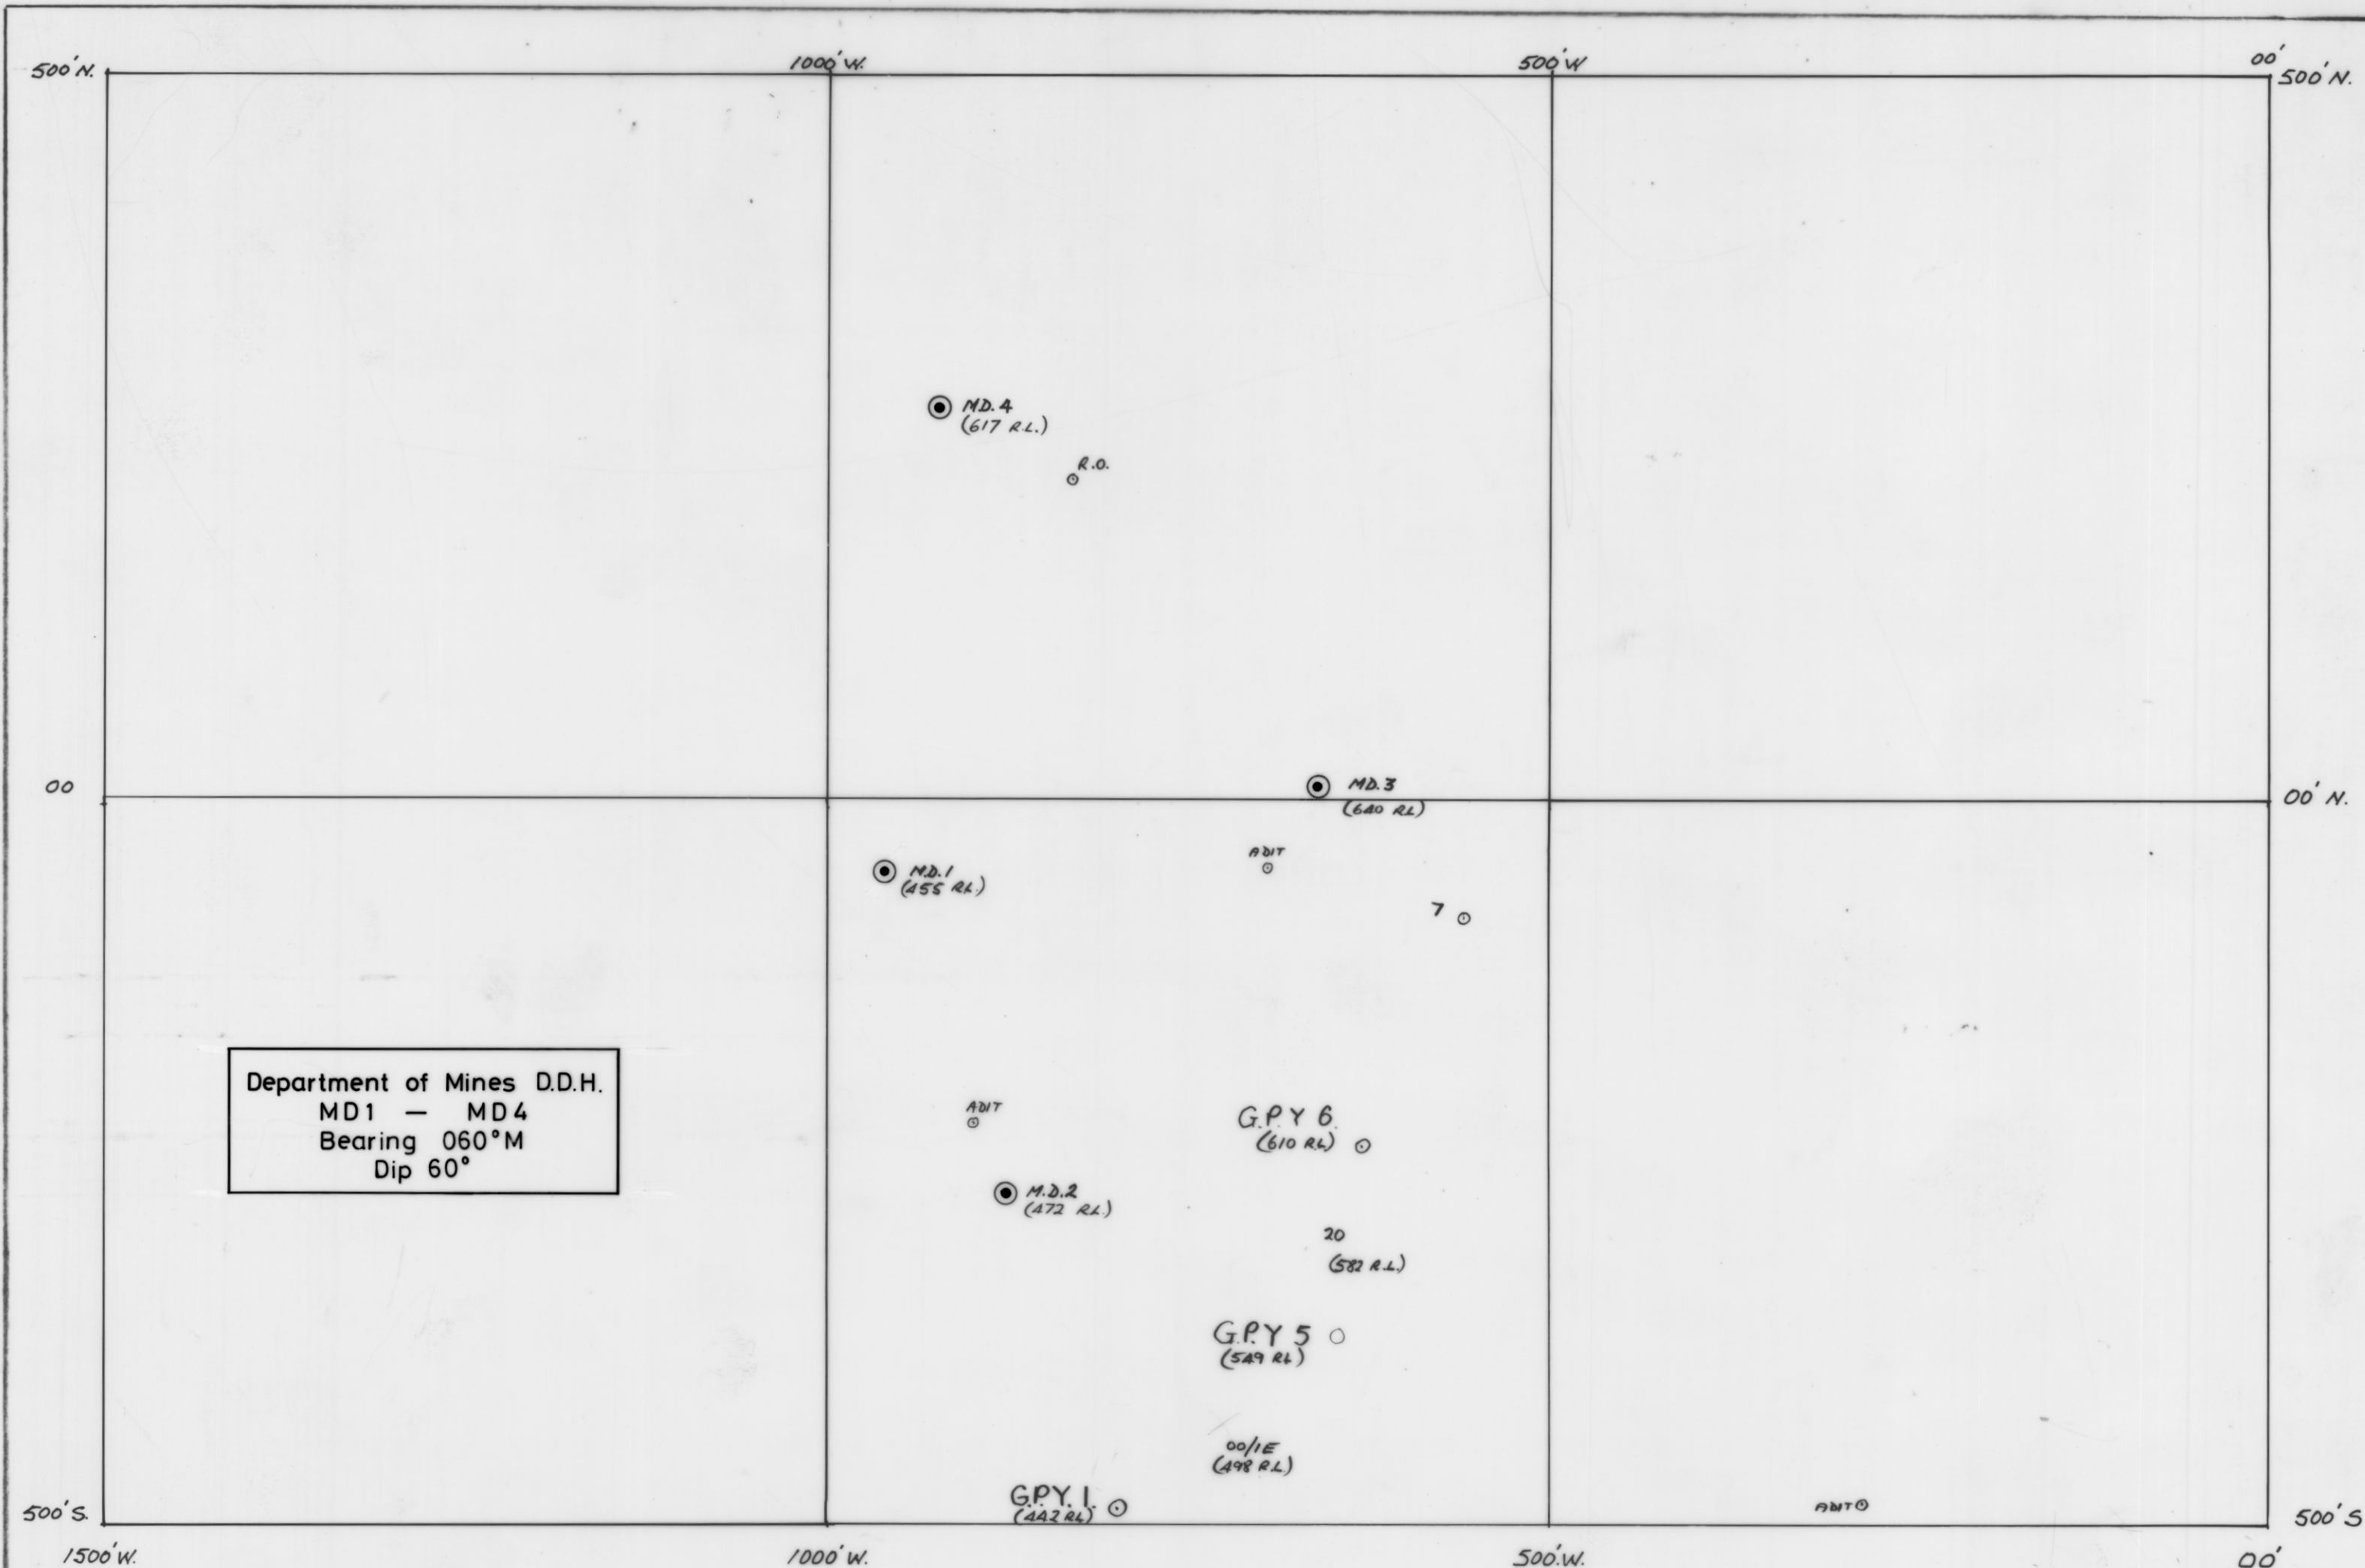 500'N.
1000'W.
500'W
00'
500'N.
MD.4
(617 R.L.)
R.O.
00
MD.3
00' N.
(640 RL)
ADIT
M.D.1
(455 RL.)
7
Department of Mines D.D.H.
MD1 — MD4
Bearing 060°M
Dip 60°
ADIT
G.P.Y 6.
(610 RL)
M.D.2
(472 RL.)
20
(582 R.L.)
G.P.Y 5
(549 RL)
00/1E
(498 RL)
G.P.Y. 1.
(442 RL)
ADIT
500'S.
500'S
1500'W.
1000'W.
500'.W.
00'